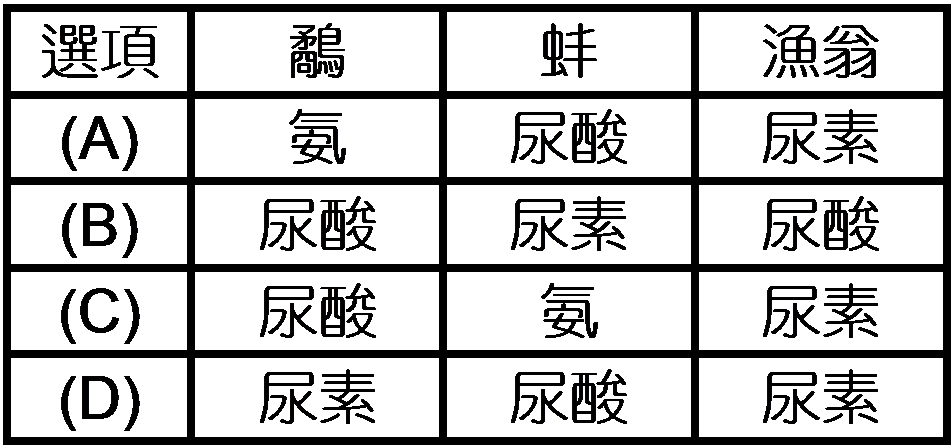 選項 鷸 蚌 漁翁
(A) 氨 尿酸 尿素
(B) 尿酸 尿素 尿酸
(C) 尿酸 氨 尿素
(D) 尿素 尿酸 尿素